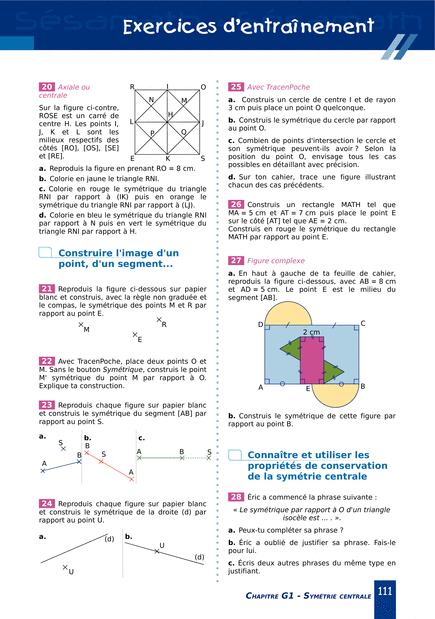 Exercices d'entraînement
20 Axiale ou
centrale
Sur la figure ci-contre,
ROSE est un carré de
centre H. Les points I,
J, K et L sont les
milieux respectifs des
côtés [RO], [OS], [SE]
et [RE].
R I O
N M
H
L J
P Q
E K S
a. Reproduis la figure en prenant RO = 8 cm.
b. Colorie en jaune le triangle RNI.
c. Colorie en rouge le symétrique du triangle
RNI par rapport à (IK) puis en orange le
symétrique du triangle RNI par rapport à (LJ).
d. Colorie en bleu le symétrique du triangle RNI
par rapport à N puis en vert le symétrique du
triangle RNI par rapport à H.
Construire l'image d'un
point, d'un segment...
21 Reproduis la figure ci-dessous sur papier
blanc et construis, avec la règle non graduée et
le compas, le symétrique des points M et R par
rapport au point E.
M
R
E
22 Avec TracenPoche, place deux points O et
M. Sans le bouton Symétrique, construis le point
M' symétrique du point M par rapport à O.
Explique ta construction.
23 Reproduis chaque figure sur papier blanc
et construis le symétrique du segment [AB] par
rapport au point S.
a. b. c.
S B
A B S A B S
A
24 Reproduis chaque figure sur papier blanc
et construis le symétrique de la droite (d) par
rapport au point U.
a. (d) b.
U
(d)
U
25 Avec TracenPoche
a. Construis un cercle de centre I et de rayon
3 cm puis place un point O quelconque.
b. Construis le symétrique du cercle par rapport
au point O.
c. Combien de points d'intersection le cercle et
son symétrique peuvent-ils avoir ? Selon la
position du point O, envisage tous les cas
possibles en détaillant avec précision.
d. Sur ton cahier, trace une figure illustrant
chacun des cas précédents.
26 Construis un rectangle MATH tel que
MA = 5 cm et AT = 7 cm puis place le point E
sur le côté [AT] tel que AE = 2 cm.
Construis en rouge le symétrique du rectangle
MATH par rapport au point E.
27 Figure complexe
a. En haut à gauche de ta feuille de cahier,
reproduis la figure ci-dessous, avec AB = 8 cm
et AD = 5 cm. Le point E est le milieu du
segment [AB].
D C
2 cm
A E B
b. Construis le symétrique de cette figure par
rapport au point B.
Connaître et utiliser les
propriétés de conservation
de la symétrie centrale
28 Éric a commencé la phrase suivante :
« Le symétrique par rapport à O d'un triangle
isocèle est ... . ».
a. Peux-tu compléter sa phrase ?
b. Éric a oublié de justifier sa phrase. Fais-le
pour lui.
c. Écris deux autres phrases du même type en
justifiant.
CHAPITRE G1 - SYMÉTRIE CENTRALE 111